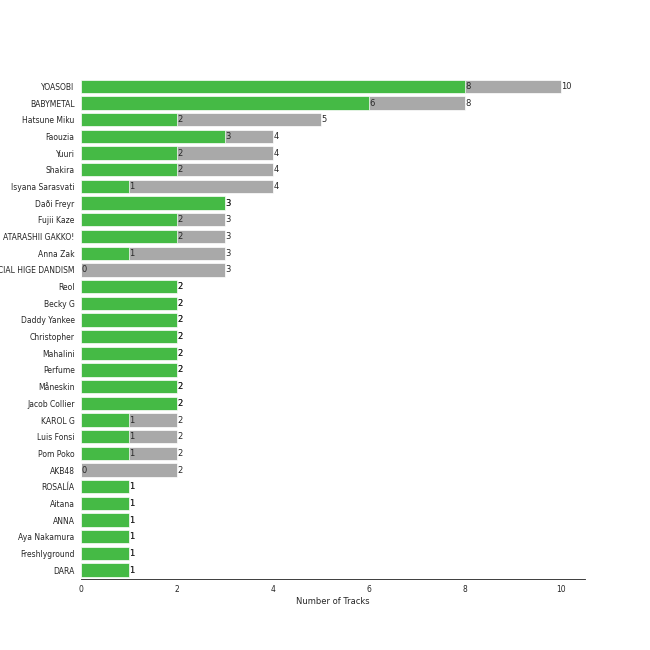 YOASOBI 8 10
BABYMETAL 6 8
Hatsune Miku 2 5
Faouzia 3 4
Yuuri 2 4
Shakira 2 4
Isyana Sarasvati 1 4
Daði Freyr 3
Fujii Kaze 2 3
ATARASHII GAKKO! 2 3
Anna Zak 1 3
CIAL HIGE DANDISM 0 3
Reol 2
Becky G 2
Daddy Yankee 2
Christopher 2
Mahalini 2
Perfume 2
Måneskin 2
Jacob Collier 2
KAROL G 1 2
Luis Fonsi 1 2
Pom Poko 1 2
AKB48 0 2
ROSALÍA 1
Aitana 1
ANNA 1
Aya Nakamura 1
Freshlyground 1
DARA 1
0 2 4 6 8 10
Number of Tracks